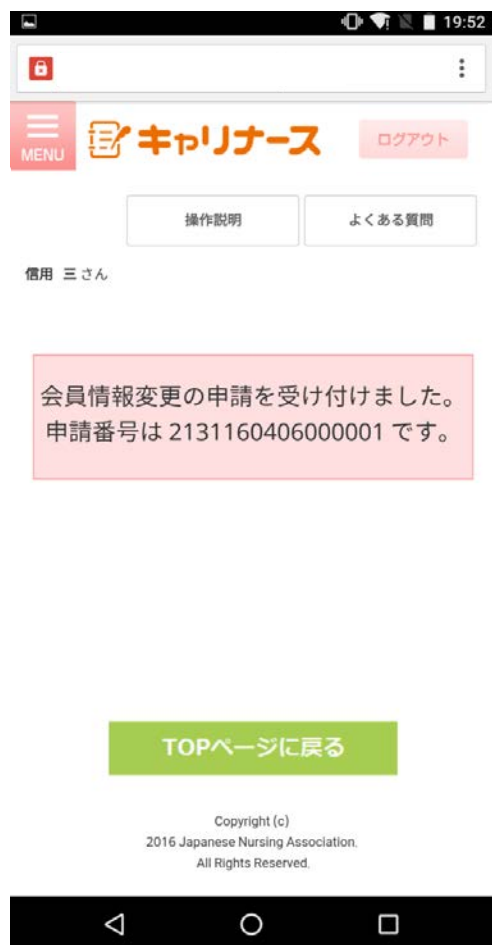 19:52
MENU
キャリナース
ログアウト
操作説明
よくある質問
信用 三 さん
会員情報変更の申請を受け付けました。
申請番号は 2131160406000001 です。
TOPページに戻る
Copyright (c)
2016 Japanese Nursing Association.
All Rights Reserved.